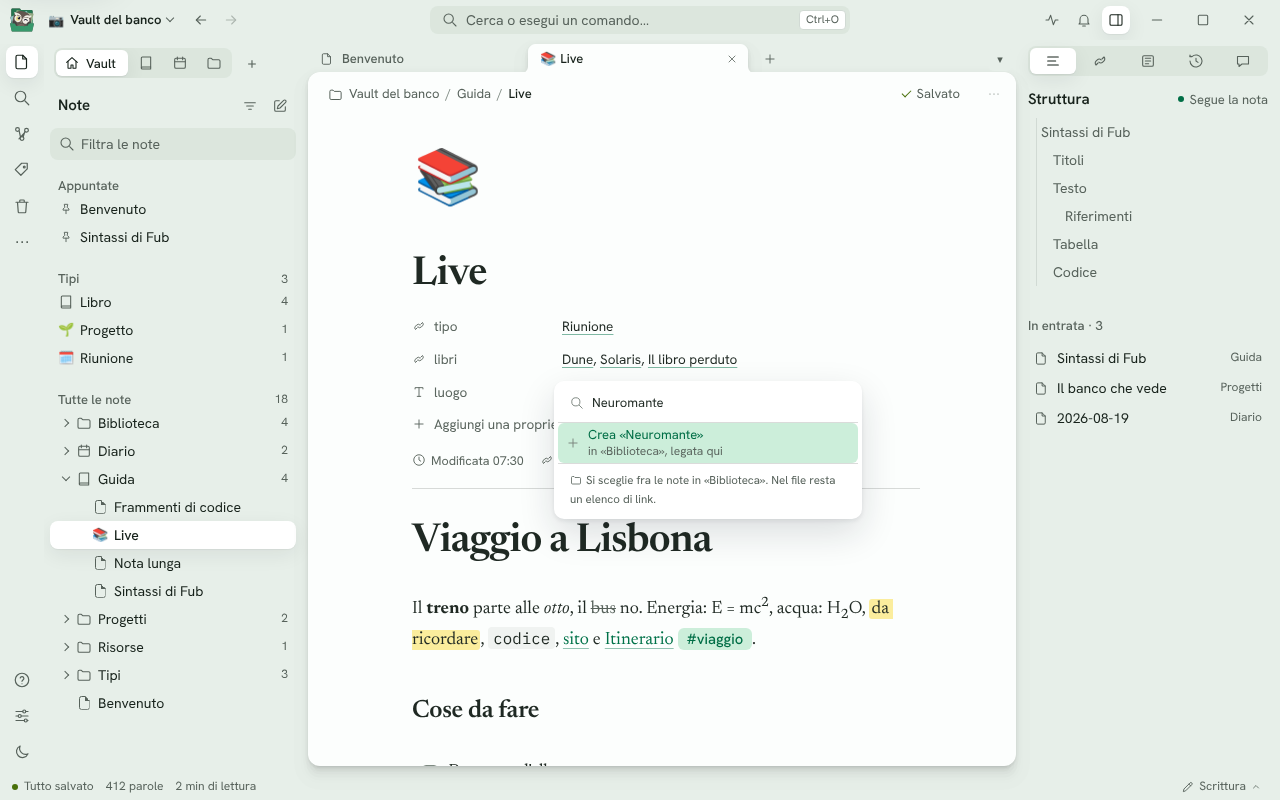 Vault del banco
Cerca o esegui un comando…
Ctrl+O
Vault
Benvenuto
Live
Note
Filtra le note
Appuntate
Benvenuto
Sintassi di Fub
Tipi 3
Libro 4
Progetto 1
Riunione 1
Tutte le note 18
Biblioteca 4
Diario 2
Guida 4
Frammenti di codice
Live
Nota lunga
Sintassi di Fub
Progetti 2
Risorse 1
Tipi 3
Benvenuto
Vault del banco / Guida / Live
Salvato
Live
tipo Riunione
libri Dune, Solaris, Il libro perduto
luogo
Aggiungi una proprie
Modificata 07:30
Neuromante
Crea «Neuromante»
in «Biblioteca», legata qui
Si sceglie fra le note in «Biblioteca». Nel file resta
un elenco di link.
Viaggio a Lisbona
Il treno parte alle otto, il bus no. Energia: E = mc², acqua: H₂O, da
ricordare, codice, sito e Itinerario #viaggio.
Cose da fare
Struttura
Segue la nota
Sintassi di Fub
Titoli
Testo
Riferimenti
Tabella
Codice
In entrata · 3
Sintassi di Fub Guida
Il banco che vede Progetti
2026-08-19 Diario
Tutto salvato 412 parole 2 min di lettura
Scrittura